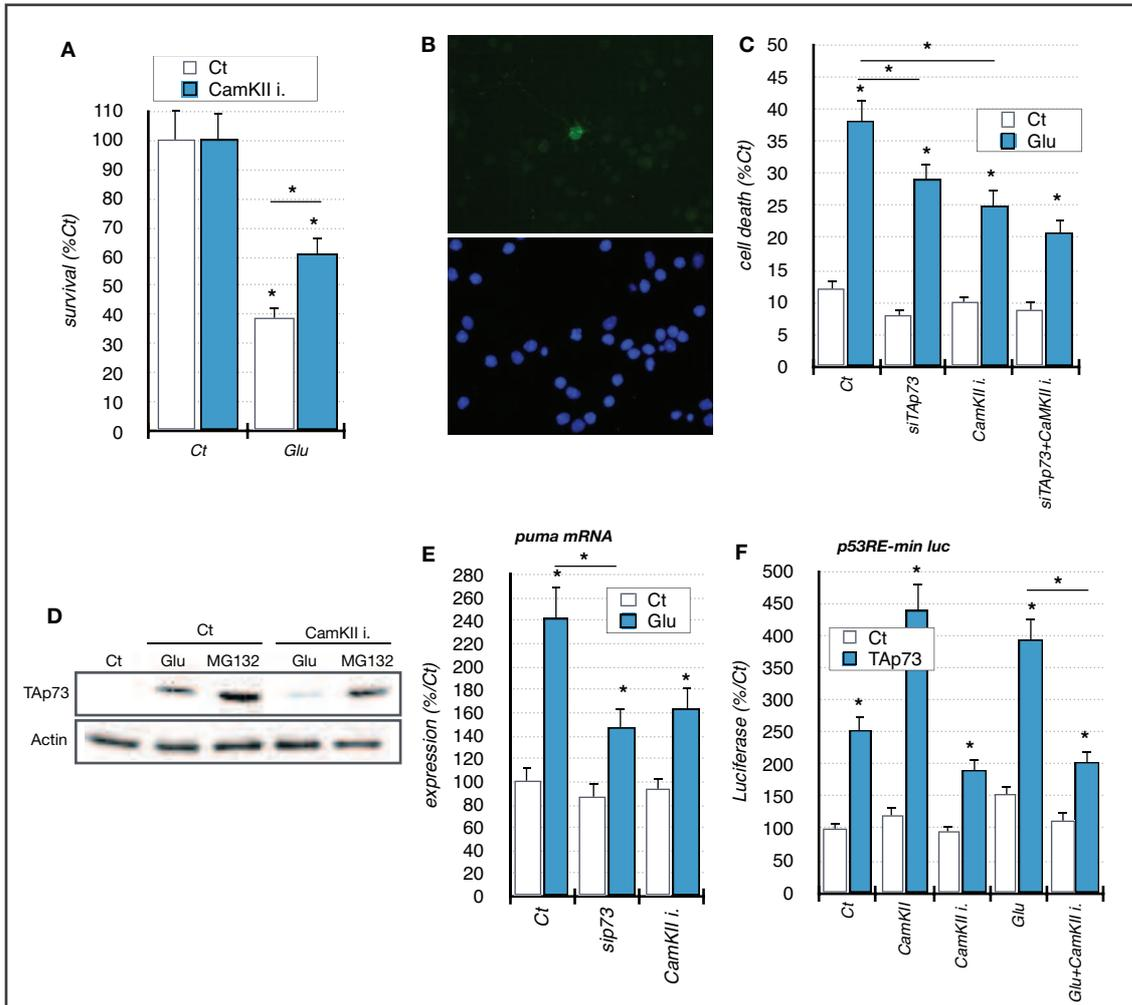 A
Ct
CamKII i.
survival (%Ct)
110
100
90
80
70
60
50
40
30
20
10
0
*
*
*
Ct
Glu
B
C
50
45
40
35
30
25
20
15
10
5
0
cell death (%Ct)
Ct
Glu
*
*
*
*
*
*
Ct
siTAp73
CamKII i.
siTAp73+CaMKII i.
D
Ct
CamKII i.
Ct
Glu
MG132
Glu
MG132
TAp73
Actin
E
puma mRNA
280
260
240
220
200
180
160
140
120
100
80
60
40
20
0
expression (%/Ct)
Ct
Glu
*
*
*
*
Ct
sip73
CamKII i.
F
p53RE-min luc
500
450
400
350
300
250
200
150
100
50
0
Luciferase (%/Ct)
Ct
TAp73
*
*
*
*
*
*
Ct
CamKII
CamKII i.
Glu
Glu+CamKII i.